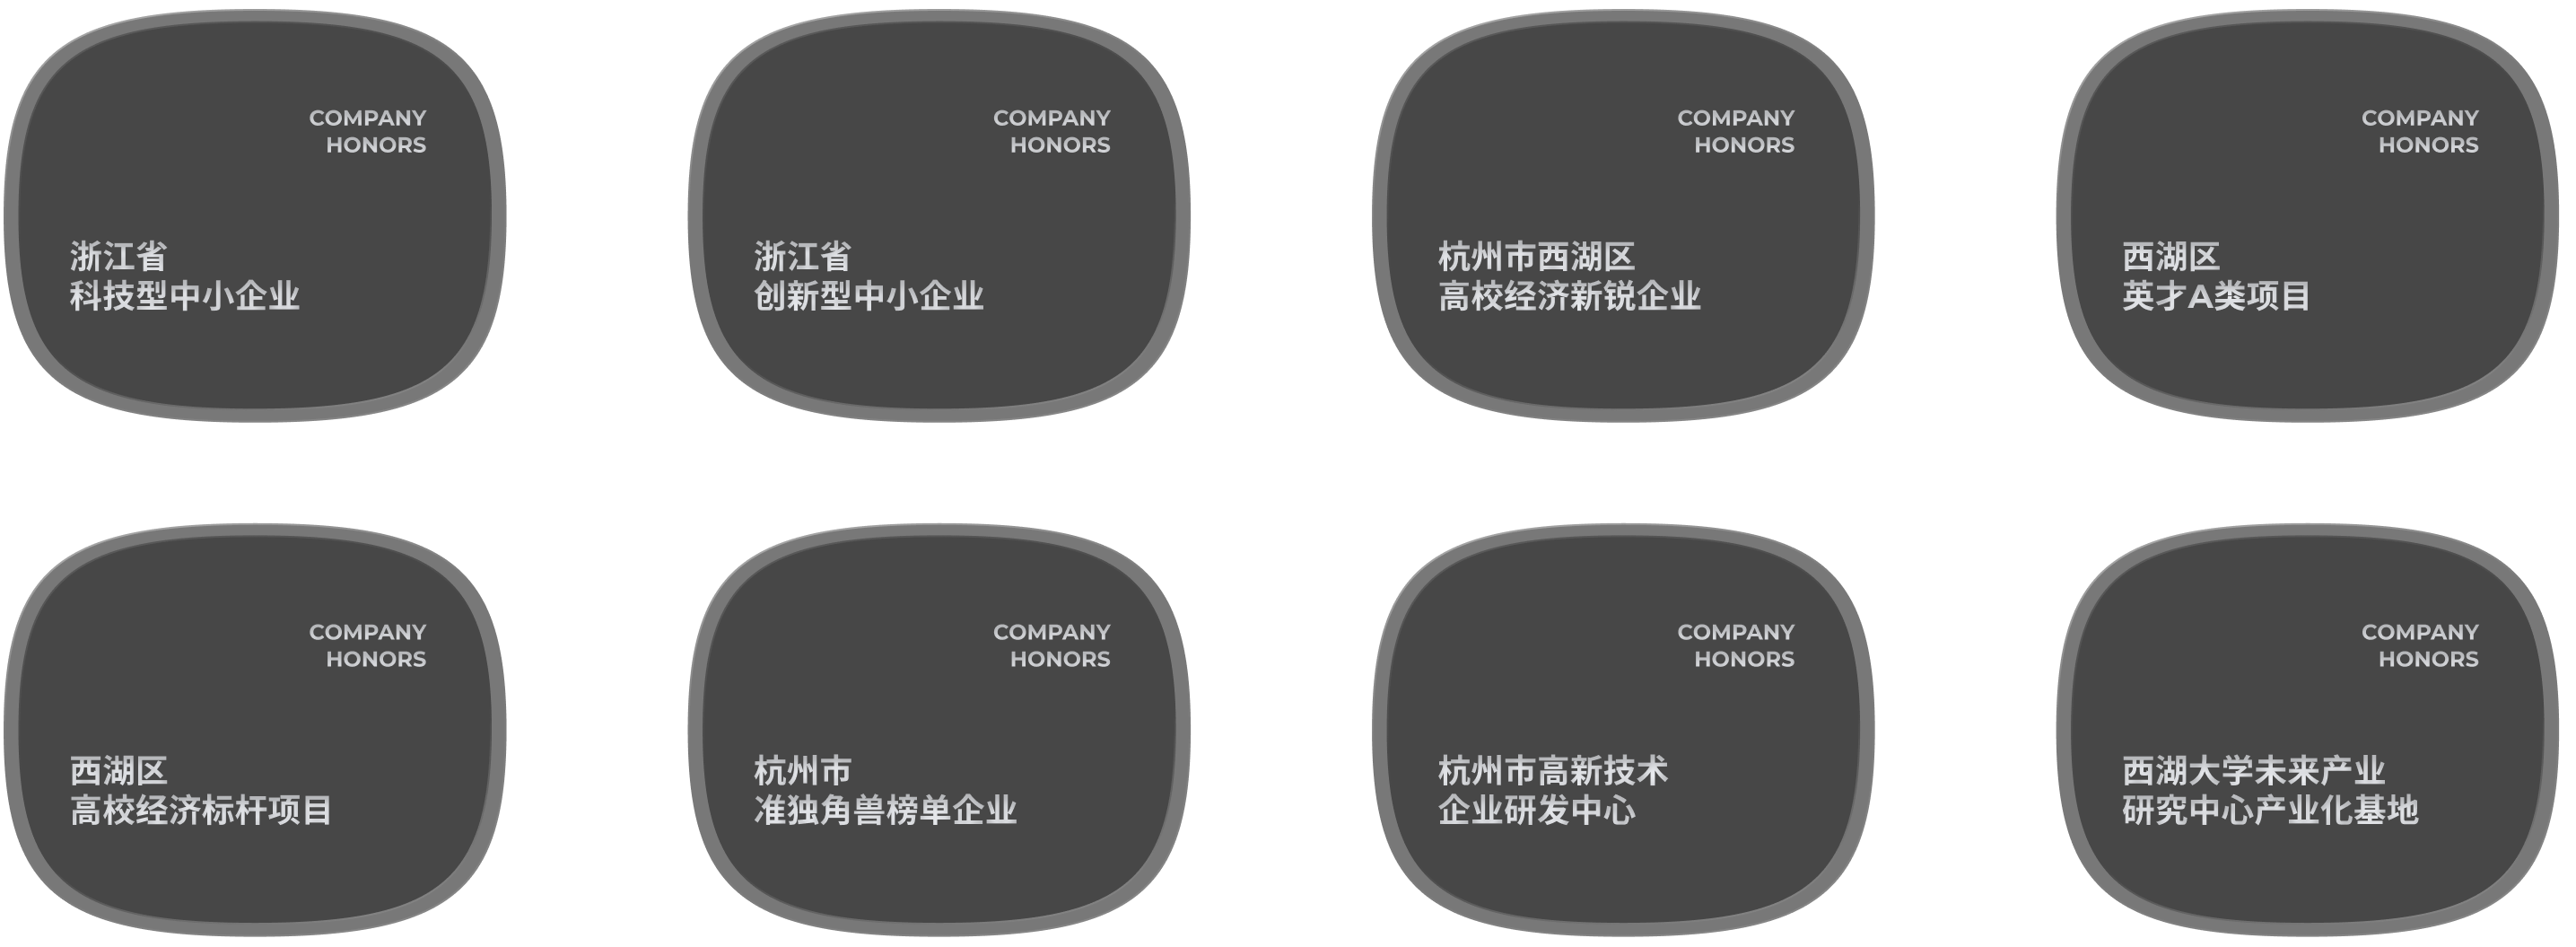 COMPANY
HONORS
浙江省
科技型中小企业
COMPANY
HONORS
浙江省
创新型中小企业
COMPANY
HONORS
杭州市西湖区
高校经济新锐企业
COMPANY
HONORS
西湖区
英才A类项目
COMPANY
HONORS
西湖区
高校经济标杆项目
COMPANY
HONORS
杭州市
准独角兽榜单企业
COMPANY
HONORS
杭州市高新技术
企业研发中心
COMPANY
HONORS
西湖大学未来产业
研究中心产业化基地